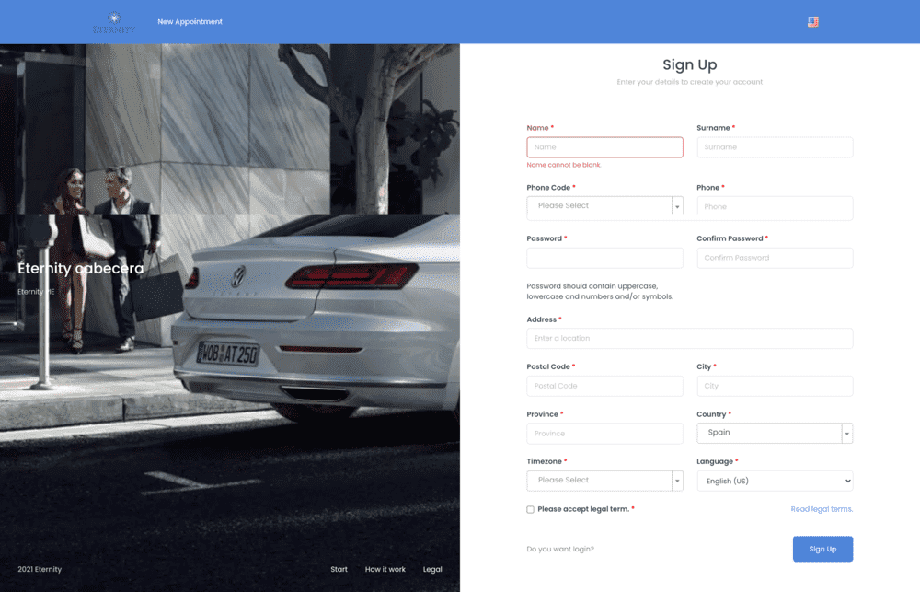 ETERNITY
New Appointment
Eternity cabecera
WOB AT 250
2021 Eternity
Start
How it work
Legal
Sign Up
Enter your details to create your account
Name *
Surname *
Name
Surname
Name cannot be blank.
Phone Code *
Phone *
Please Select
Phone
Password *
Confirm Password *
Confirm Password
Password should contain uppercase,
lowercase and numbers and/or symbols.
Address *
Enter a location
Postal Code *
City *
Postal Code
City
Province *
Country *
Province
Spain
Timezone *
Language *
Please Select
English (US)
Please accept legal term. *
Read legal terms.
Do you want login?
Sign Up